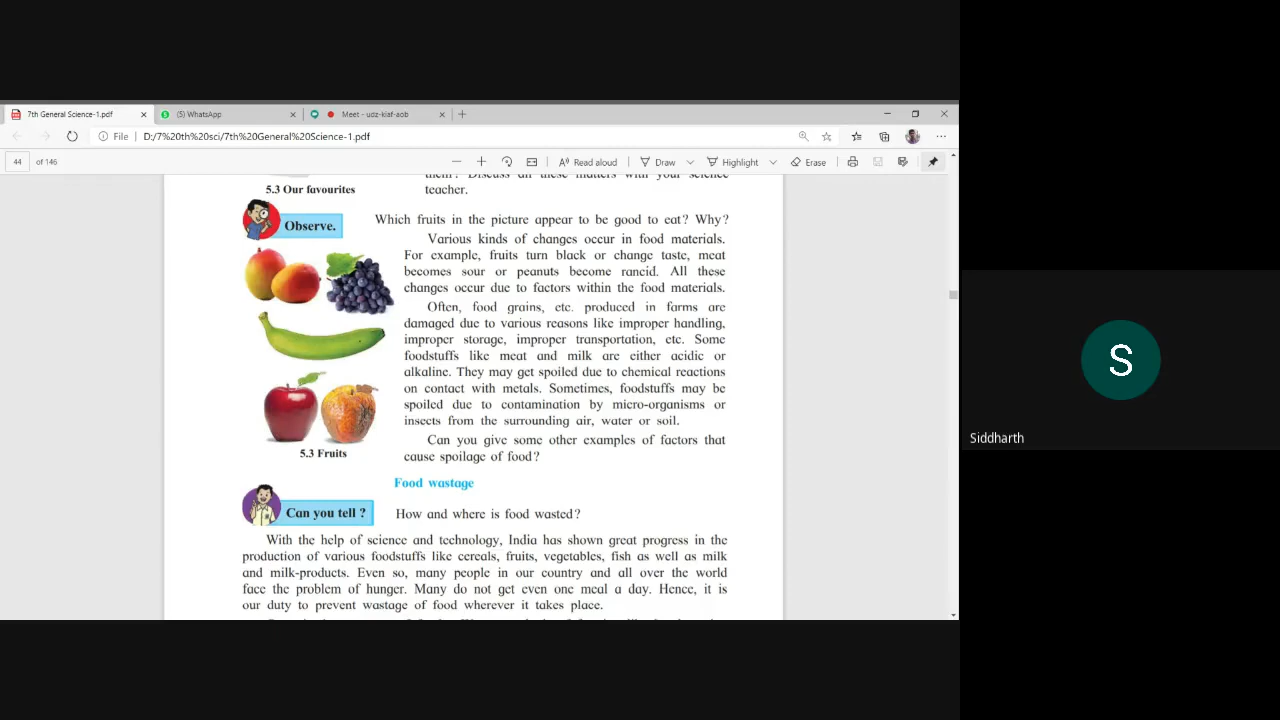 7th General Science-1.pdf
(5) WhatsApp
Meet - udz-kiaf-aob
File
D:/7%20th%20sci/7th%20General%20Science-1.pdf
44 of 146
Read aloud
Draw
Highlight
Erase
them? Discuss all these matters with your science
5.3 Our favourites
teacher.
Observe.
Which fruits in the picture appear to be good to eat? Why?
Various kinds of changes occur in food materials.
For example, fruits turn black or change taste, meat
becomes sour or peanuts become rancid. All these
changes occur due to factors within the food materials.
Often, food grains, etc. produced in farms are
damaged due to various reasons like improper handling,
improper storage, improper transportation, etc. Some
foodstuffs like meat and milk are either acidic or
alkaline. They may get spoiled due to chemical reactions
on contact with metals. Sometimes, foodstuffs may be
spoiled due to contamination by micro-organisms or
insects from the surrounding air, water or soil.
Can you give some other examples of factors that
cause spoilage of food?
5.3 Fruits
Food wastage
Can you tell ?
How and where is food wasted?
With the help of science and technology, India has shown great progress in the
production of various foodstuffs like cereals, fruits, vegetables, fish as well as milk
and milk-products. Even so, many people in our country and all over the world
face the problem of hunger. Many do not get even one meal a day. Hence, it is
our duty to prevent wastage of food wherever it takes place.
S
Siddharth